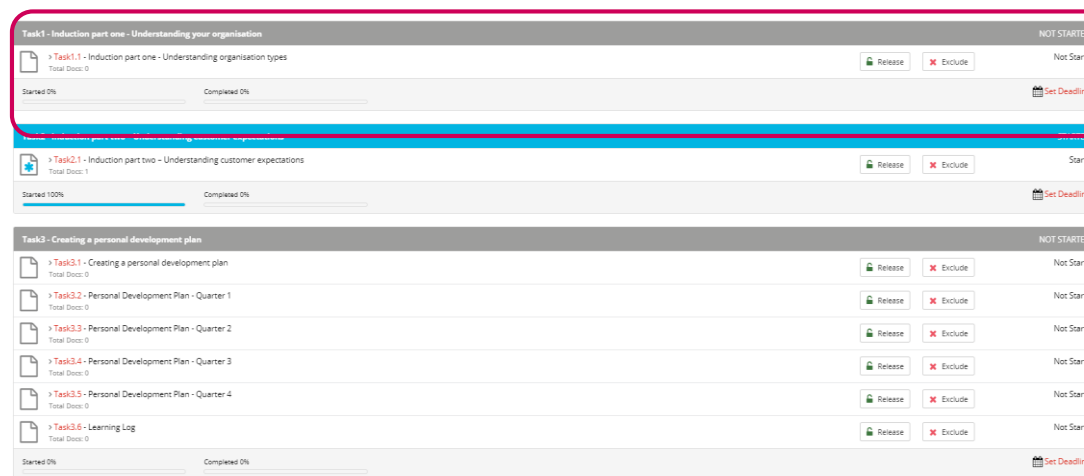 Task1 - Induction part one - Understanding your organisation NOT STARTE
> Task1.1 - Induction part one - Understanding organisation types Release Exclude Not Star
Total Docs: 0
Started 0% Completed 0% Set Deadlin
> Task2.1 - Induction part two – Understanding customer expectations Release Exclude Star
Total Docs: 1
Started 100% Completed 0% Set Deadlin
Task3 - Creating a personal development plan NOT STARTE
> Task3.1 - Creating a personal development plan Release Exclude Not Star
Total Docs: 0
> Task3.2 - Personal Development Plan - Quarter 1 Release Exclude Not Star
Total Docs: 0
> Task3.3 - Personal Development Plan - Quarter 2 Release Exclude Not Star
Total Docs: 0
> Task3.4 - Personal Development Plan - Quarter 3 Release Exclude Not Star
Total Docs: 0
> Task3.5 - Personal Development Plan - Quarter 4 Release Exclude Not Star
Total Docs: 0
> Task3.6 - Learning Log Release Exclude Not Star
Total Docs: 0
Started 0% Completed 0% Set Deadlin